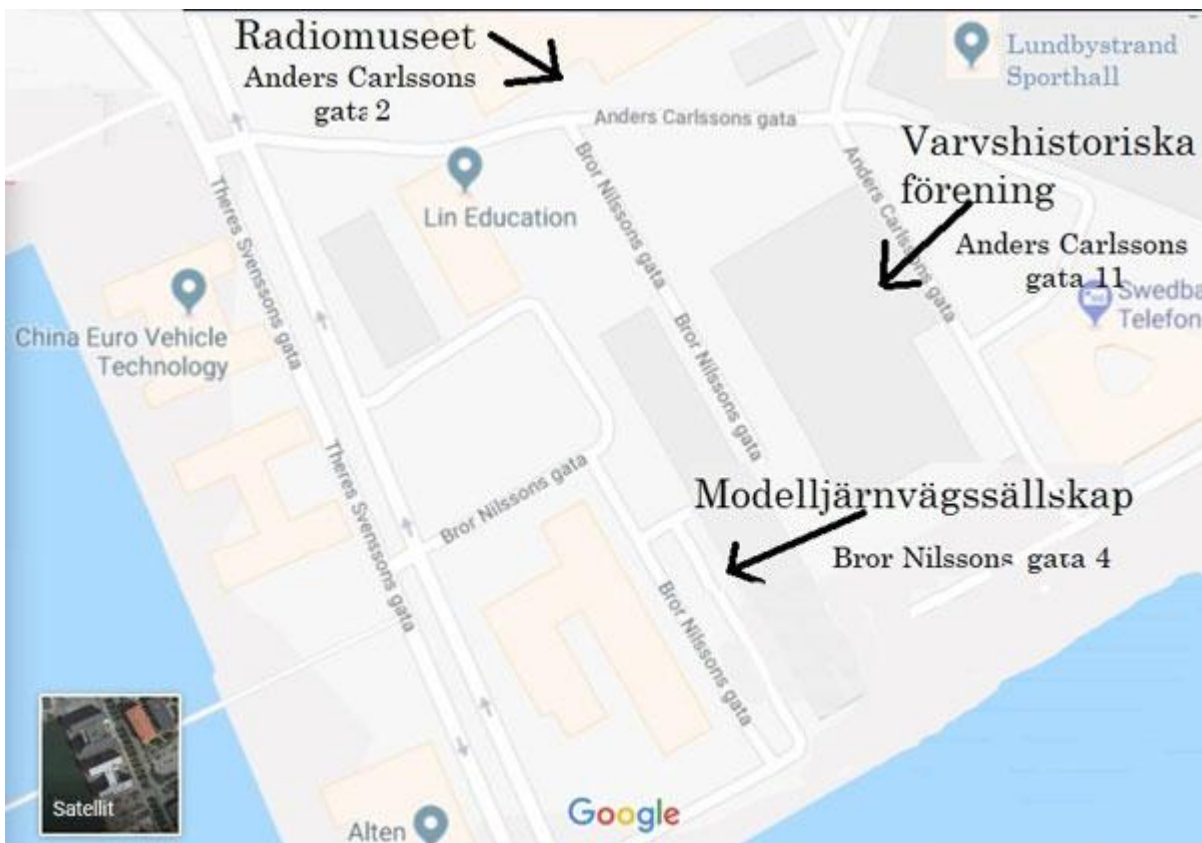 Radiomuseet
Anders Carlssons
gata 2
Lundbystrand
Sporthall
Anders Carlssons gata
Varvshistoriska
förening
Anders Carlssons
gata 11
Bror Nilssons gata
Anders Carlssons gata
Theres Svenssons gata
Lin Education
China Euro Vehicle
Technology
Swedba
Telefon
Bror Nilssons gata
Theres Svenssons gata
Bror Nilssons gata
Modelljärnvägssällskap
Bror Nilssons gata 4
Bror Nilssons gata
Satellit
Alten
Google